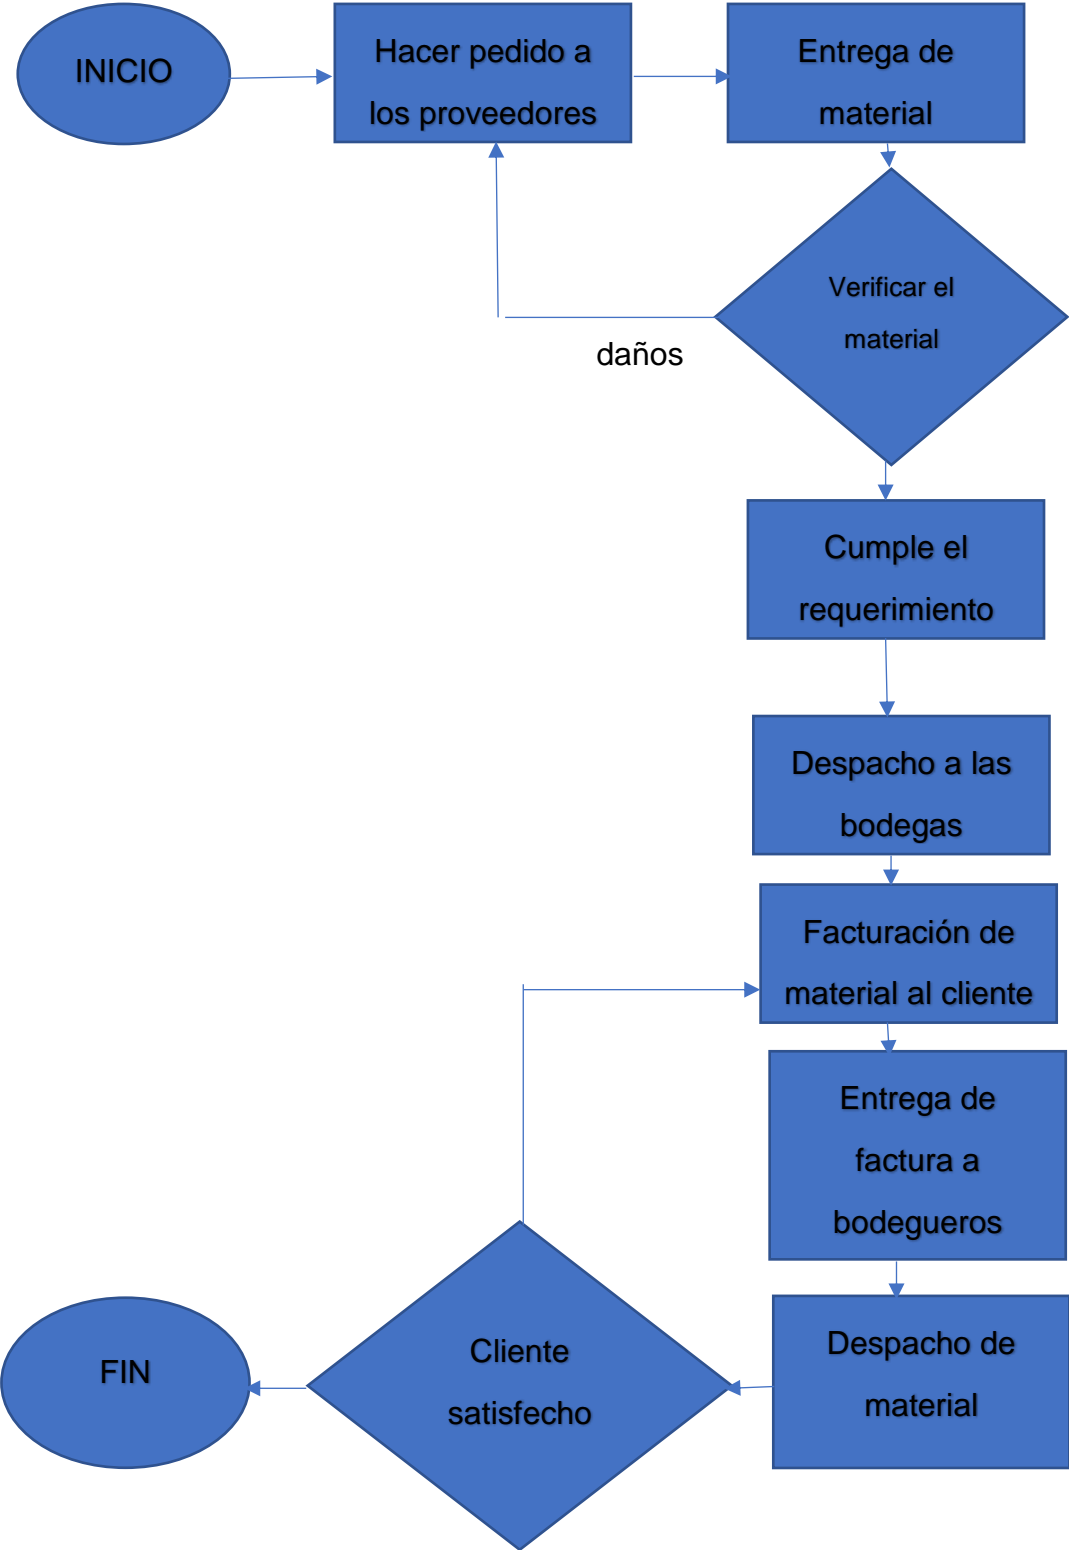 INICIO
Hacer pedido a
los proveedores
Entrega de
material
Verificar el
material
daños
Cumple el
requerimiento
Despacho a las
bodegas
Facturación de
material al cliente
Entrega de
factura a
bodegueros
Despacho de
material
Cliente
satisfecho
FIN